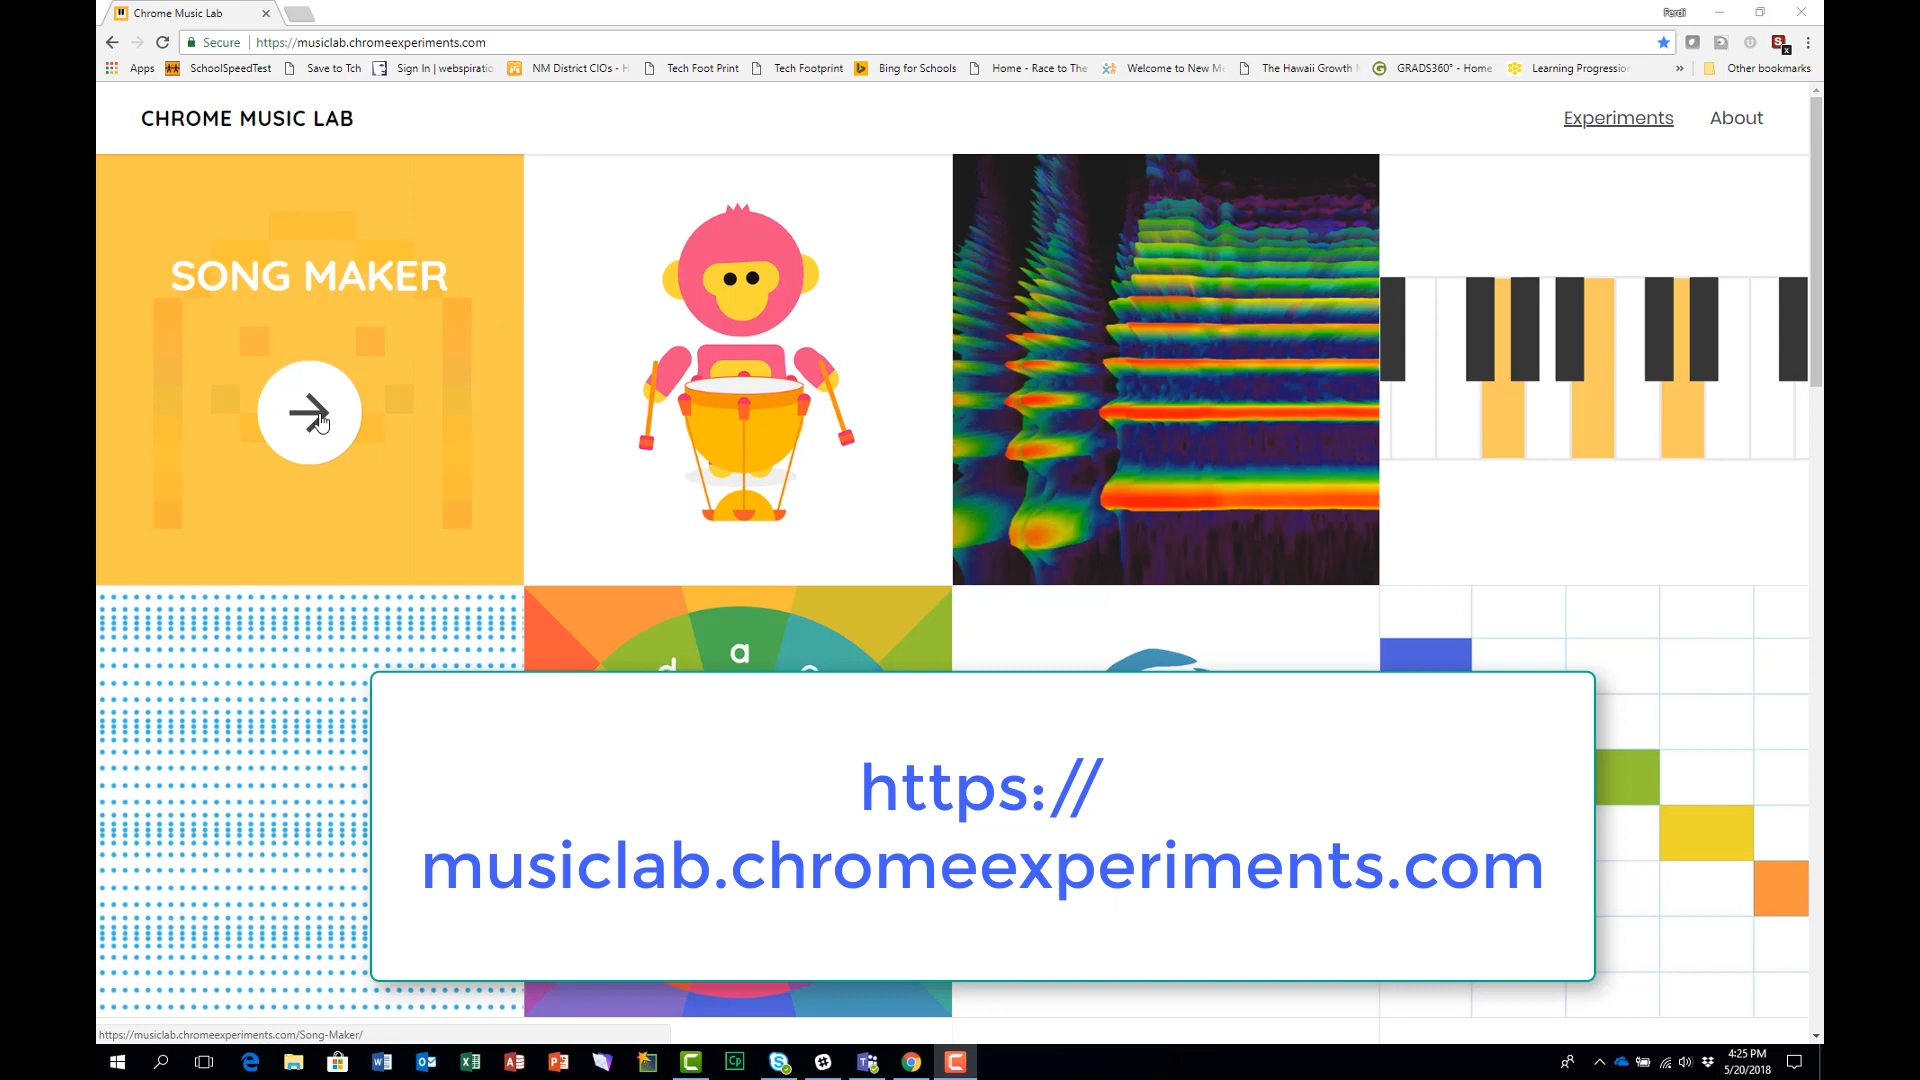 Chrome Music Lab
Ferdi
Secure
https://musiclab.chromeexperiments.com
Apps
SchoolSpeedTest
Save to Tch
Sign In | webspiratio
NM District CIOs - H
Tech Foot Print
Tech Footprint
Bing for Schools
Home - Race to The
Welcome to New Me
The Hawaii Growth
GRADS360° - Home
Learning Progression
»
Other bookmarks
CHROME MUSIC LAB
Experiments
About
SONG MAKER
d
a
https://
musiclab.chromeexperiments.com
https://musiclab.chromeexperiments.com/Song-Maker/
4:25 PM
5/20/2018